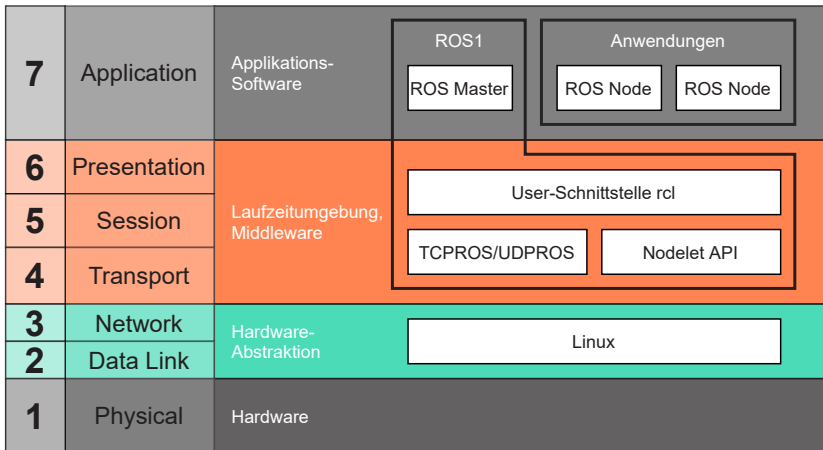 7
Application
Applikations-
Software
ROS1
ROS Master
Anwendungen
ROS Node
ROS Node
6
Presentation
5
Session
4
Transport
Laufzeitumgebung,
Middleware
User-Schnittstelle rcl
TCPROS/UDPROS
Nodelet API
3
Network
2
Data Link
Hardware-
Abstraktion
Linux
1
Physical
Hardware